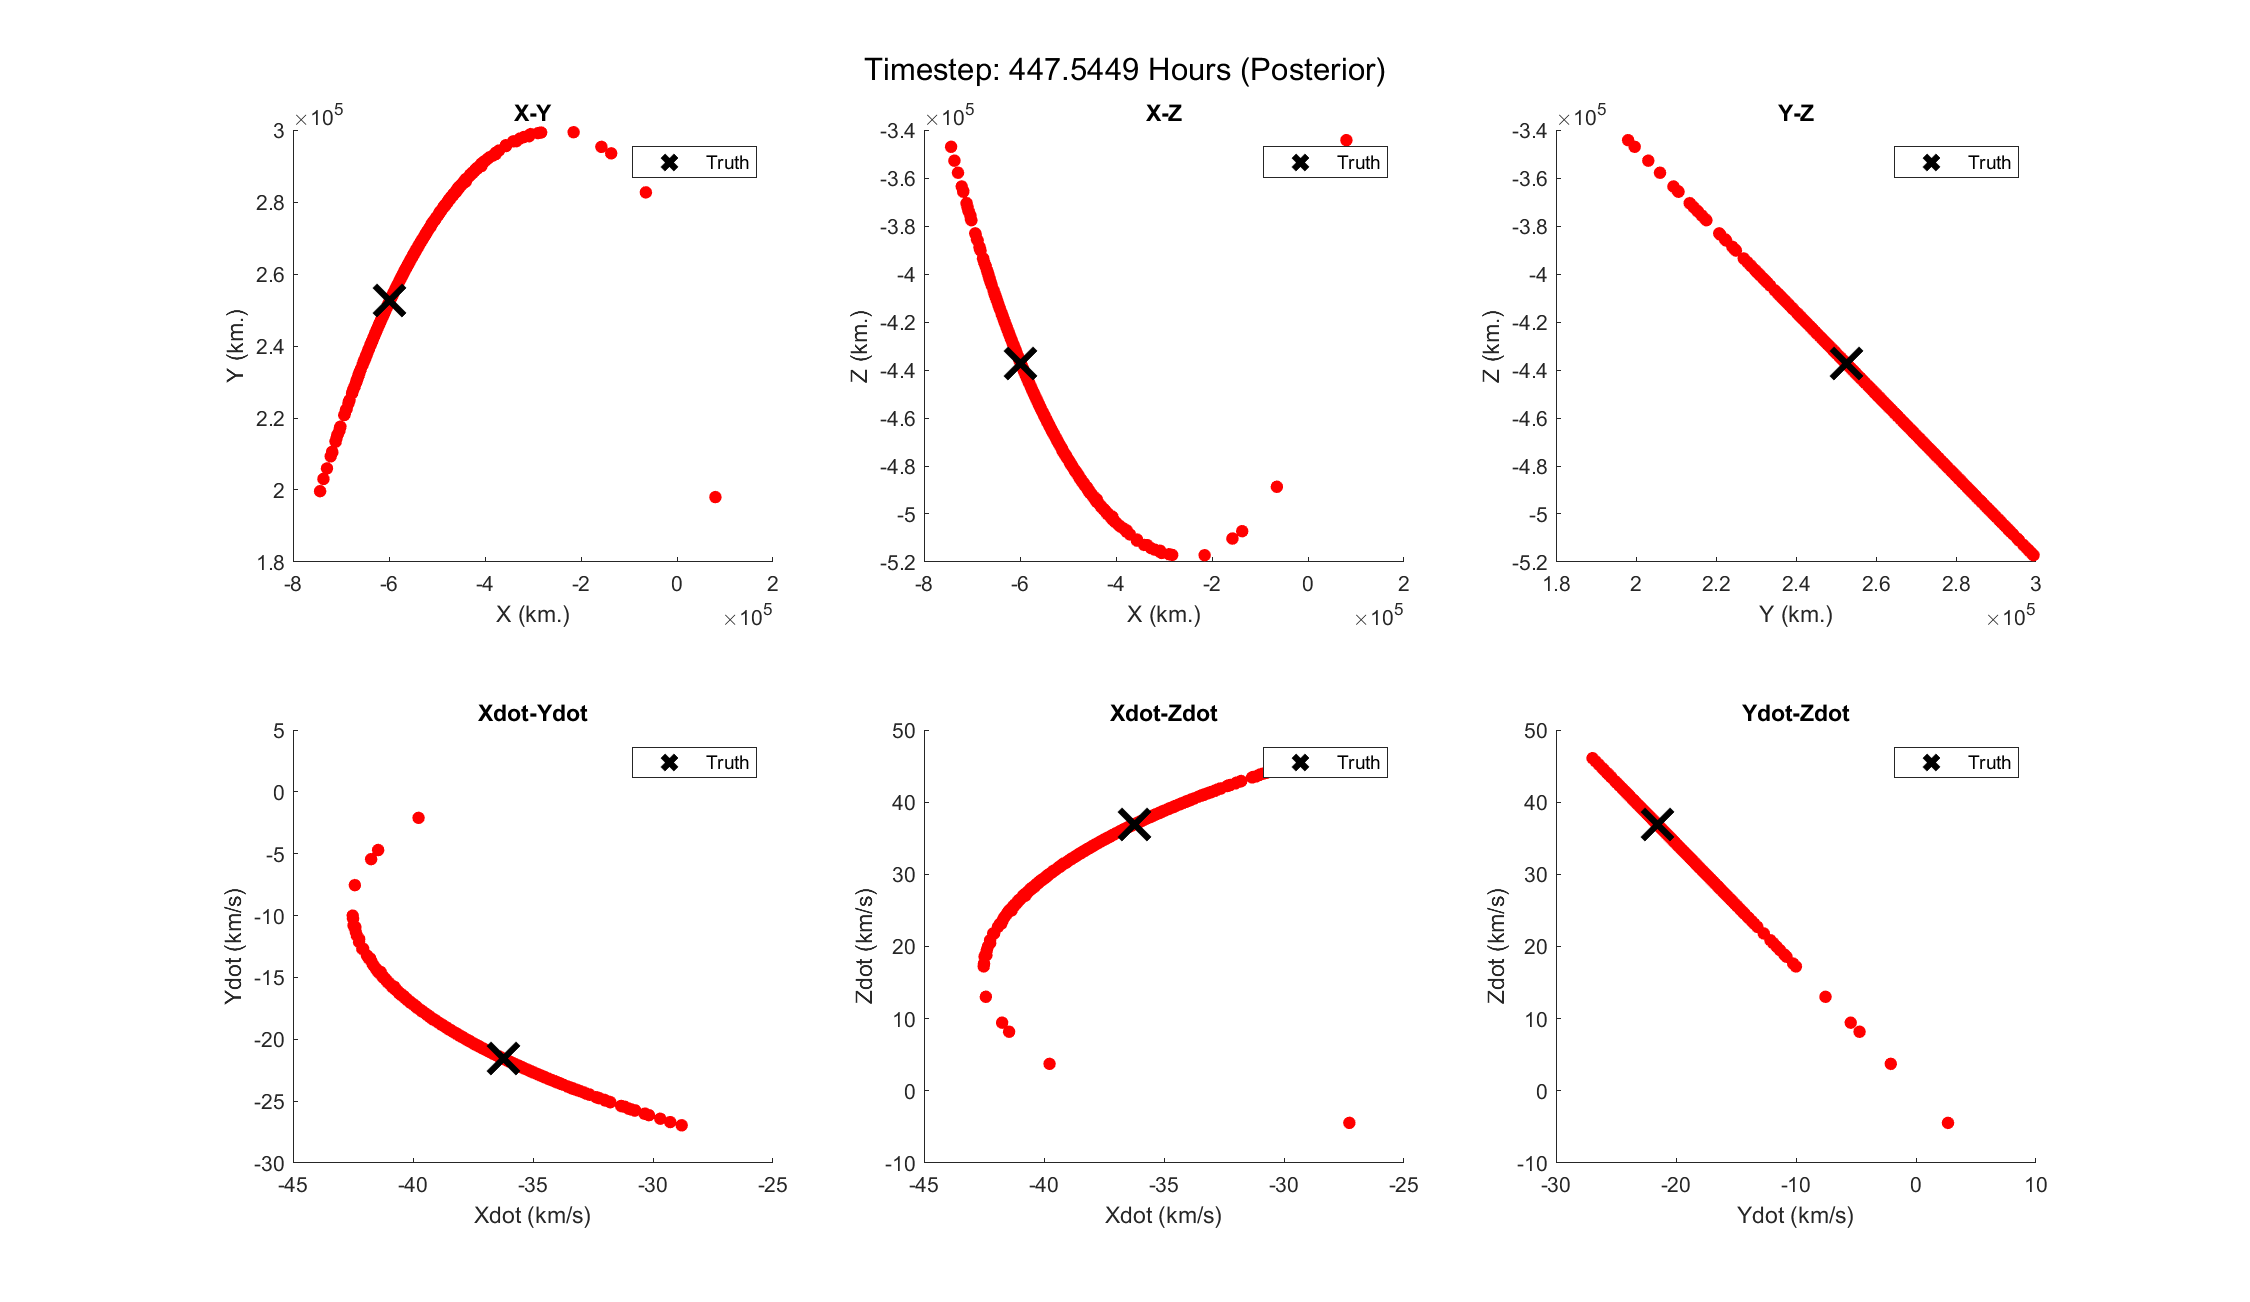 Timestep: 447.5449 Hours (Posterior)
X-Y
×10^5
3
2.8
2.6
2.4
2.2
2
1.8
Y (km.)
-8 -6 -4 -2 0 2
X (km.)
×10^5
Truth
X-Z
×10^5
-3.4
-3.6
-3.8
-4
-4.2
-4.4
-4.6
-4.8
-5
-5.2
Z (km.)
-8 -6 -4 -2 0 2
X (km.)
×10^5
Truth
Y-Z
×10^5
-3.4
-3.6
-3.8
-4
-4.2
-4.4
-4.6
-4.8
-5
-5.2
Z (km.)
1.8 2 2.2 2.4 2.6 2.8 3
Y (km.)
×10^5
Truth
Xdot-Ydot
5
0
-5
-10
-15
-20
-25
-30
Ydot (km/s)
-45 -40 -35 -30 -25
Xdot (km/s)
Truth
Xdot-Zdot
50
40
30
20
10
0
-10
Zdot (km/s)
-45 -40 -35 -30 -25
Xdot (km/s)
Truth
Ydot-Zdot
50
40
30
20
10
0
-10
Zdot (km/s)
-30 -20 -10 0 10
Ydot (km/s)
Truth